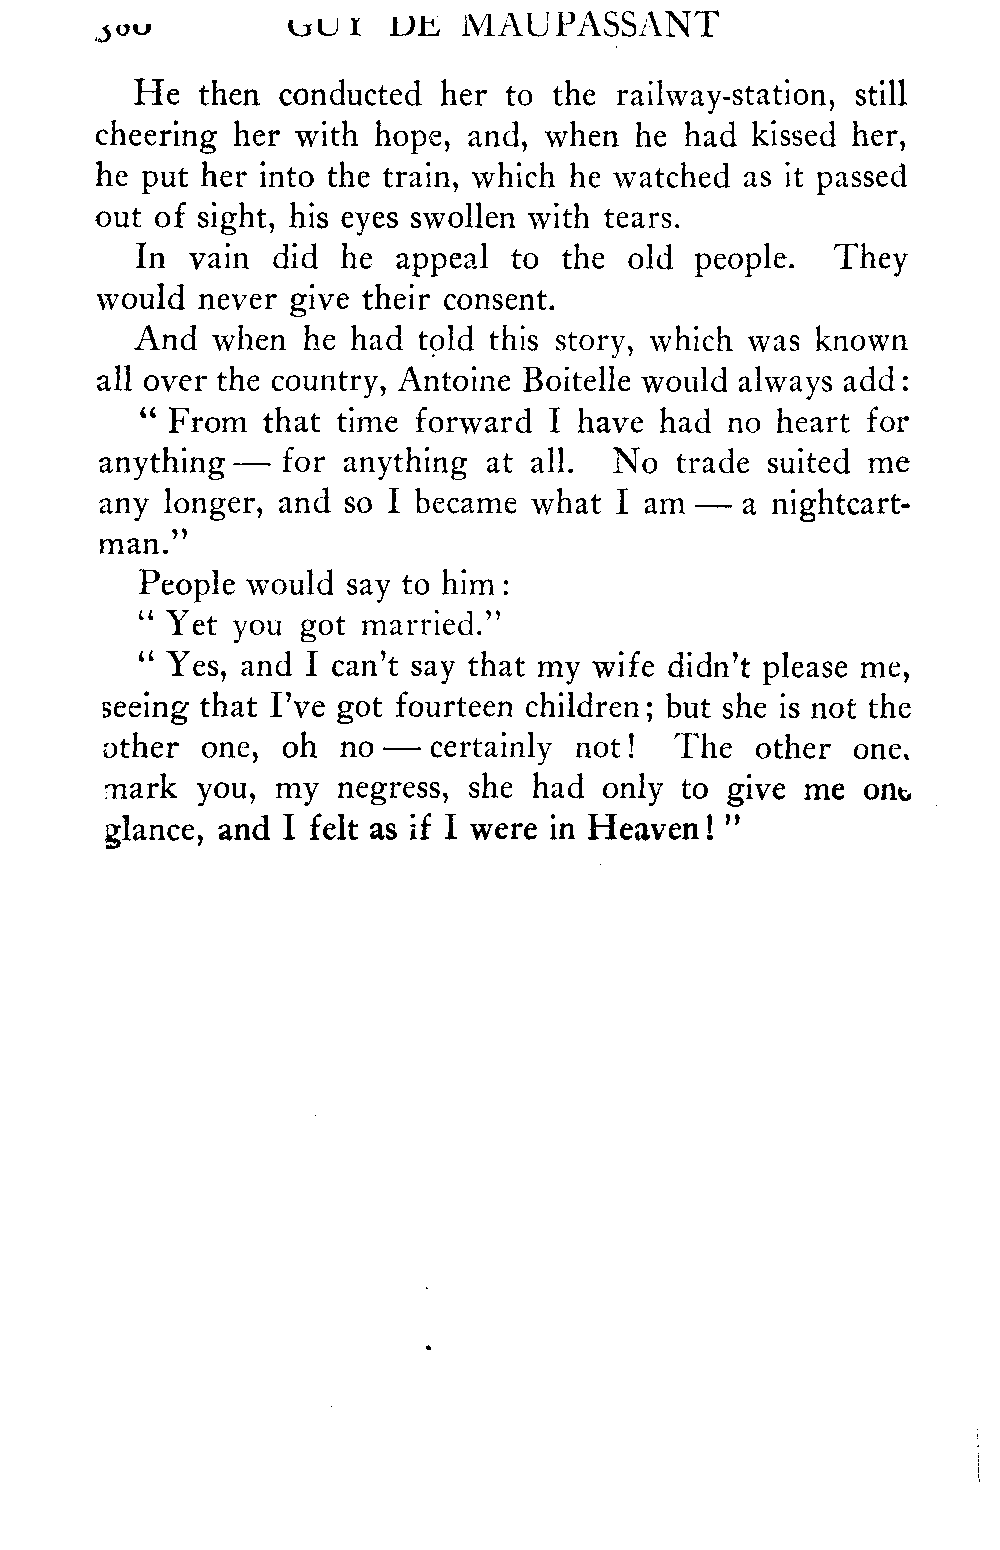 300 GUY DE MAUPASSANT
He then conducted her to the railway-station, still
cheering her with hope, and, when he had kissed her,
he put her into the train, which he watched as it passed
out of sight, his eyes swollen with tears.
In vain did he appeal to the old people. They
would never give their consent.
And when he had told this story, which was known
all over the country, Antoine Boitelle would always add:
“ From that time forward I have had no heart for
anything — for anything at all. No trade suited me
any longer, and so I became what I am — a nightcart-
man.”
People would say to him :
“ Yet you got married.”
“ Yes, and I can't say that my wife didn't please me,
seeing that I've got fourteen children; but she is not the
other one, oh no — certainly not! The other one,
mark you, my negress, she had only to give me one
glance, and I felt as if I were in Heaven! ”